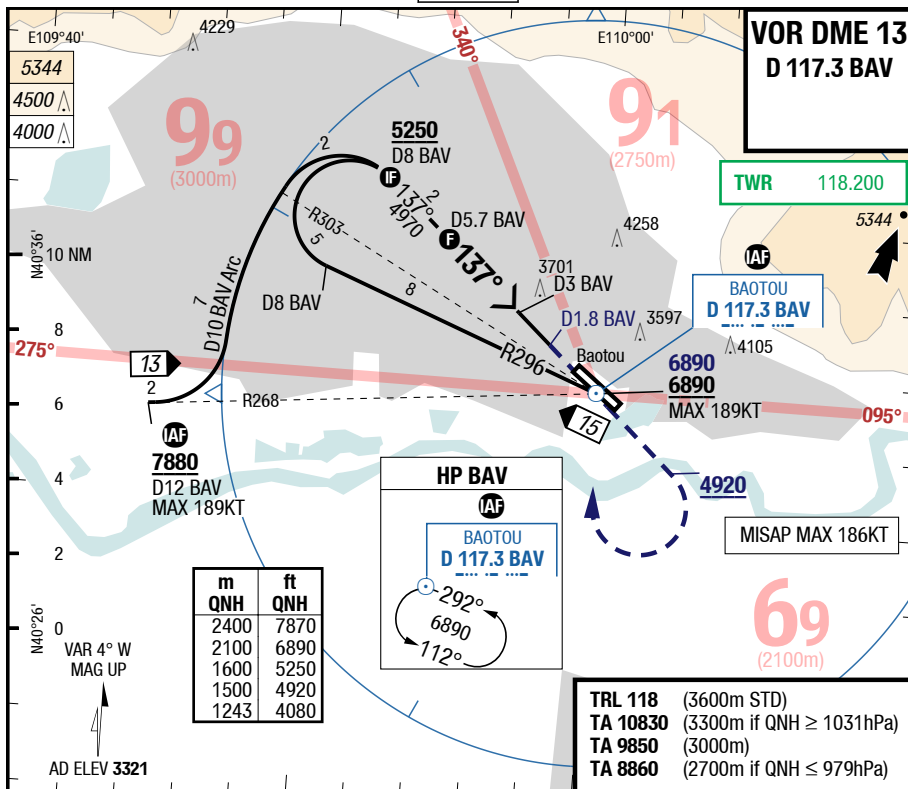 E109°40'
4229
340°
E110°00'
VOR DME 13
D 117.3 BAV
5344
4500
4000
99
(3000m)
91
(2750m)
TWR 118.200
5344
2
5250
D8 BAV
IF
137°
2
4970
D5.7 BAV
F
137°
4258
R303
5
N40°36'
10 NM
D8 BAV
8
3701
D3 BAV
IAF
BAOTOU
D 117.3 BAV
7
D10 BAV Arc
8
D1.8 BAV
3597
4105
275°
13
R296
Baotou
6890
6890
MAX 189KT
095°
2
6
R268
15
IAF
7880
D12 BAV
MAX 189KT
4
HP BAV
IAF
BAOTOU
D 117.3 BAV
292°
6890
112°
4920
MISAP MAX 186KT
2
m ft
QNH QNH
2400 7870
2100 6890
1600 5250
1500 4920
1243 4080
69
(2100m)
N40°26'
0
VAR 4° W
MAG UP
AD ELEV 3321
TRL 118 (3600m STD)
TA 10830 (3300m if QNH ≥ 1031hPa)
TA 9850 (3000m)
TA 8860 (2700m if QNH ≤ 979hPa)